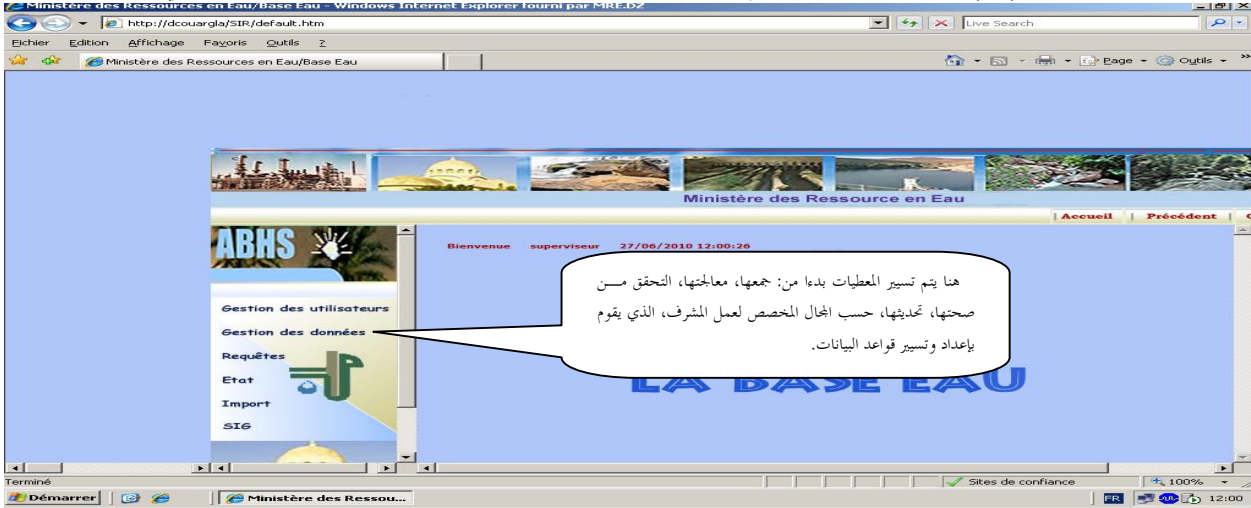 Ministère des Ressources en Eau/Base Eau - Windows Internet Explorer fourni par MRE.DZ
http://dcouargla/SIR/default.htm
Live Search
Fichier Edition Affichage Favoris Outils ?
Ministère des Ressources en Eau/Base Eau
Page Outils
Ministère des Ressource en Eau
| Accueil | Précédent |
ABHS
Bienvenue superviseur 27/06/2010 12:00:26
هنا يتم تسيير المعطيات بدءا من: جمعها، معالجتها، التحقق مــن
صحتها، تحديثها، حسب المجال المخصص لعمل المشرف، الذي يقوم
بإعداد وتسيير قواعد البيانات.
Gestion des utilisateurs
Gestion des données
Requêtes
Etat
Import
SIG
LA BASE EAU
Terminé
Sites de confiance
100%
Démarrer
Ministère des Ressou...
FR
12:00